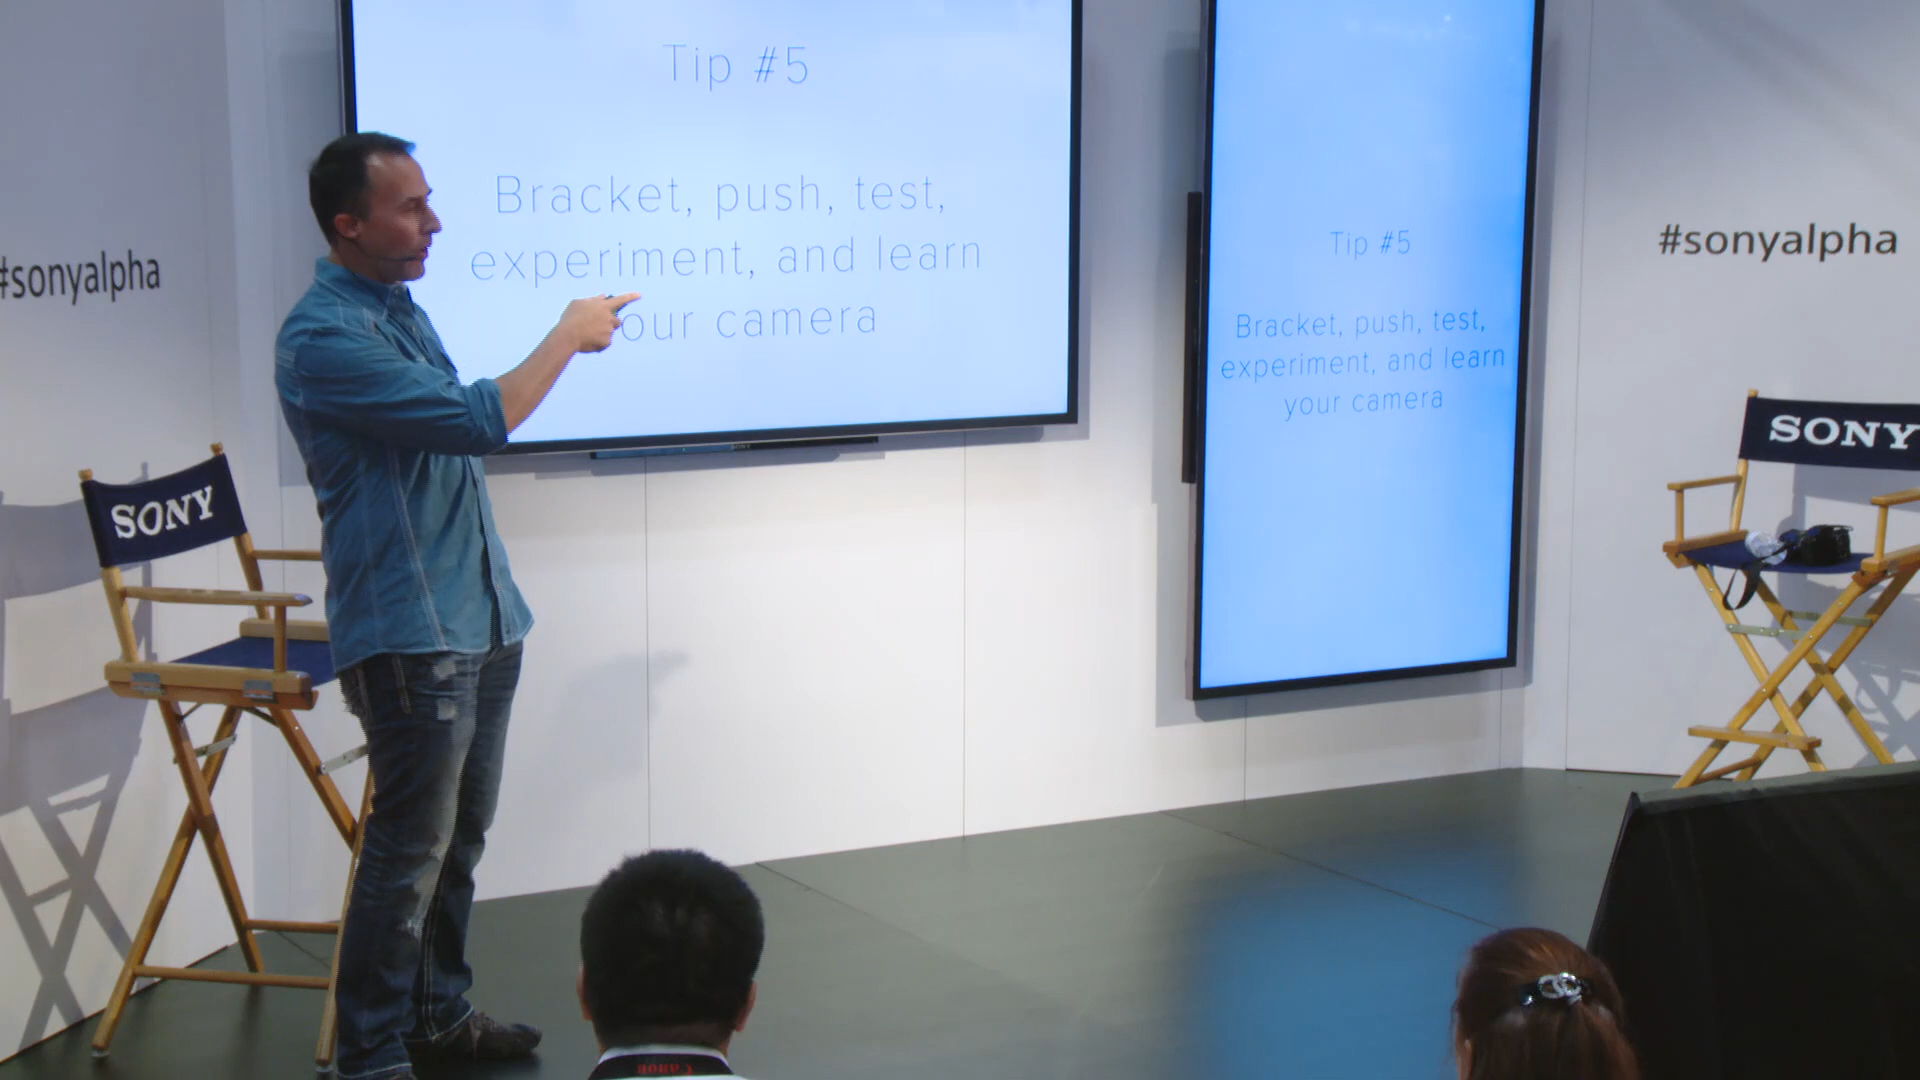 Tip #5
Bracket, push, test,
experiment, and learn
our camera
Tip #5
Bracket, push, test,
experiment, and learn
your camera
#sonyalpha
#sonyalpha
SONY
SONY
Canon